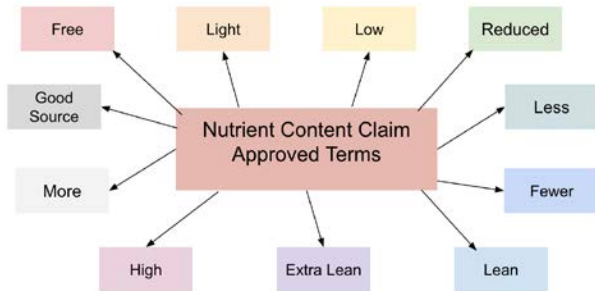 Free
Light
Low
Reduced
Good
Source
Nutrient Content Claim
Approved Terms
Less
More
Fewer
High
Extra Lean
Lean